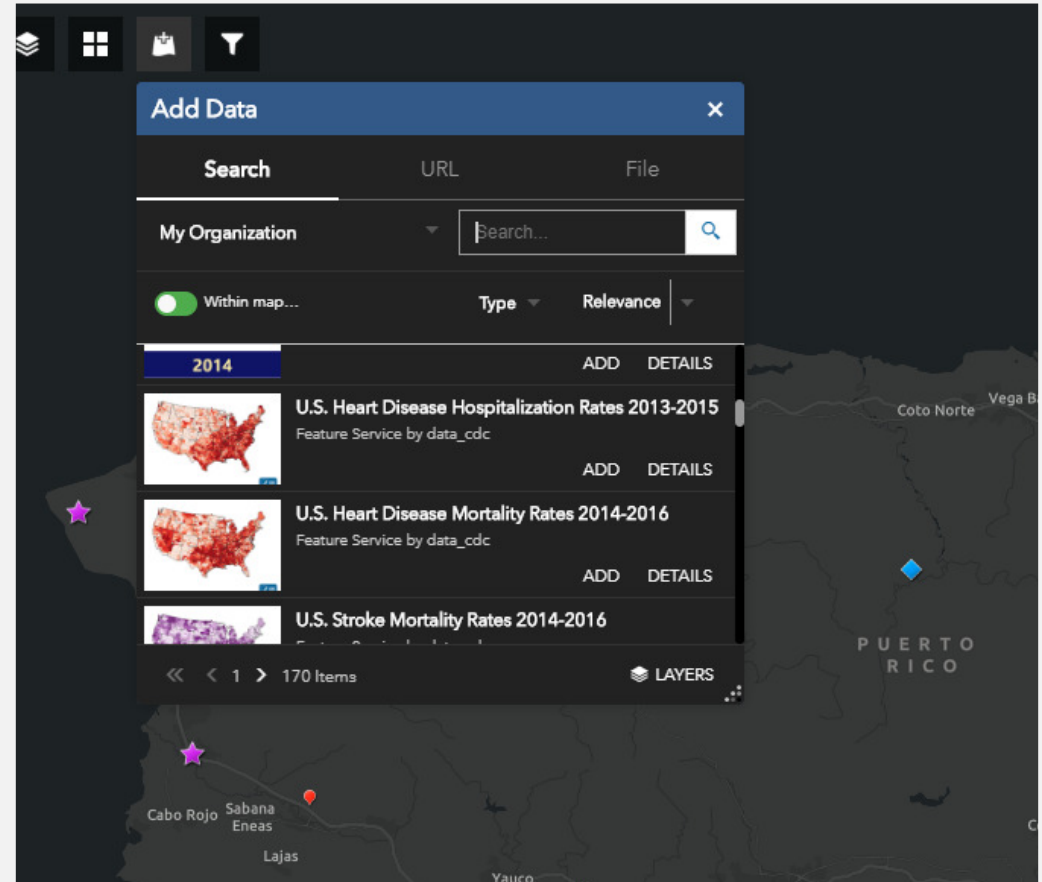 Add Data
Search
URL
File
My Organization
Search...
Within map...
Type
Relevance
2014
ADD
DETAILS
U.S. Heart Disease Hospitalization Rates 2013-2015
Feature Service by data_cdc
ADD
DETAILS
U.S. Heart Disease Mortality Rates 2014-2016
Feature Service by data_cdc
ADD
DETAILS
U.S. Stroke Mortality Rates 2014-2016
1
170 Items
LAYERS
Coto Norte
Vega
PUERTO
RICO
Cabo Rojo
Sabana
Eneas
Lajas
Yauco